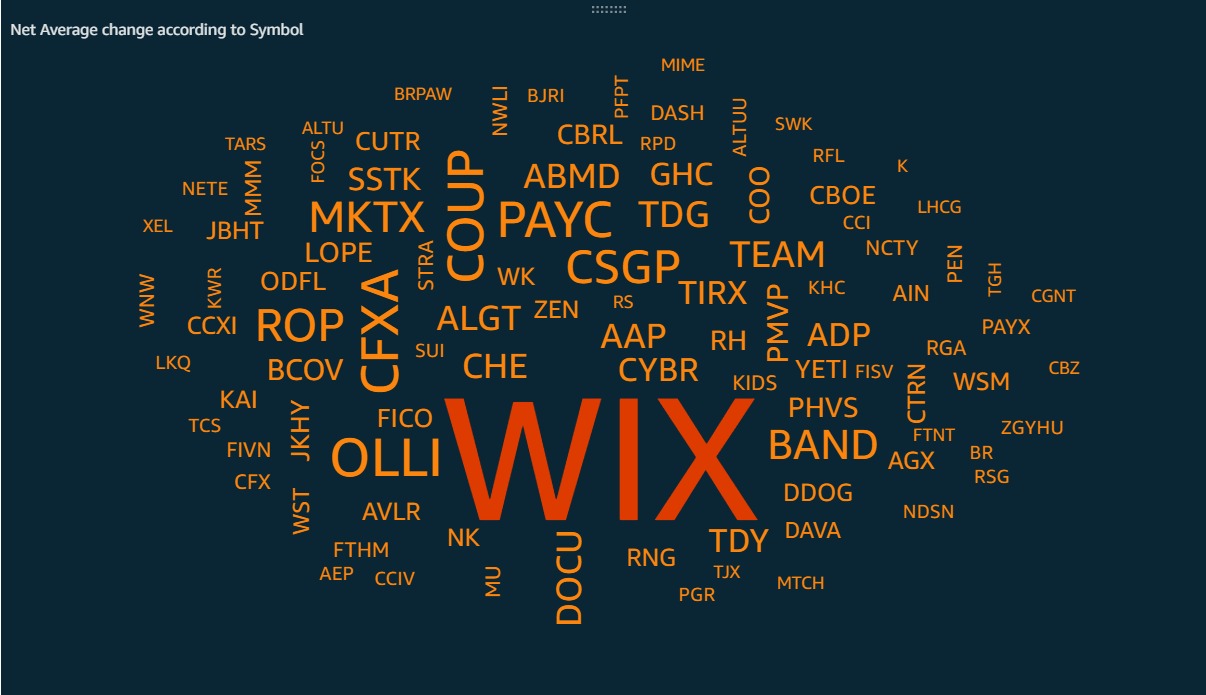 Net Average change according to Symbol
MIME
BRPAW
NWLI
BJRI
PFPT
DASH
ALTUU
SWK
ALTU
CUTR
CBRL
RPD
TARS
FOCS
RFL
K
NETE
MMM
SSTK
COUP
ABMD
GHC
COO
CBOE
LHCG
XEL
JBHT
MKTX
PAYC
TDG
CCI
LOPE
STRA
CSGP
TEAM
NCTY
PEN
TGH
WNW
KWR
ODFL
CFXA
WK
TIRX
KHC
AIN
CGNT
CCXI
ROP
ALGT
ZEN
RS
PMVP
PAYX
SUI
AAP
RH
ADP
RGA
LKQ
BCOV
CHE
CYBR
KIDS
YETI
FISV
CTRN
WSM
CBZ
KAI
JKHY
FICO
WIX
PHVS
TCS
FTNT
ZGYHU
FIVN
OLLI
BAND
AGX
BR
CFX
RSG
WST
AVLR
DDOG
NDSN
NK
DOCU
TDY
DAVA
FTHM
RNG
AEP
CCIV
MU
TJX
MTCH
PGR